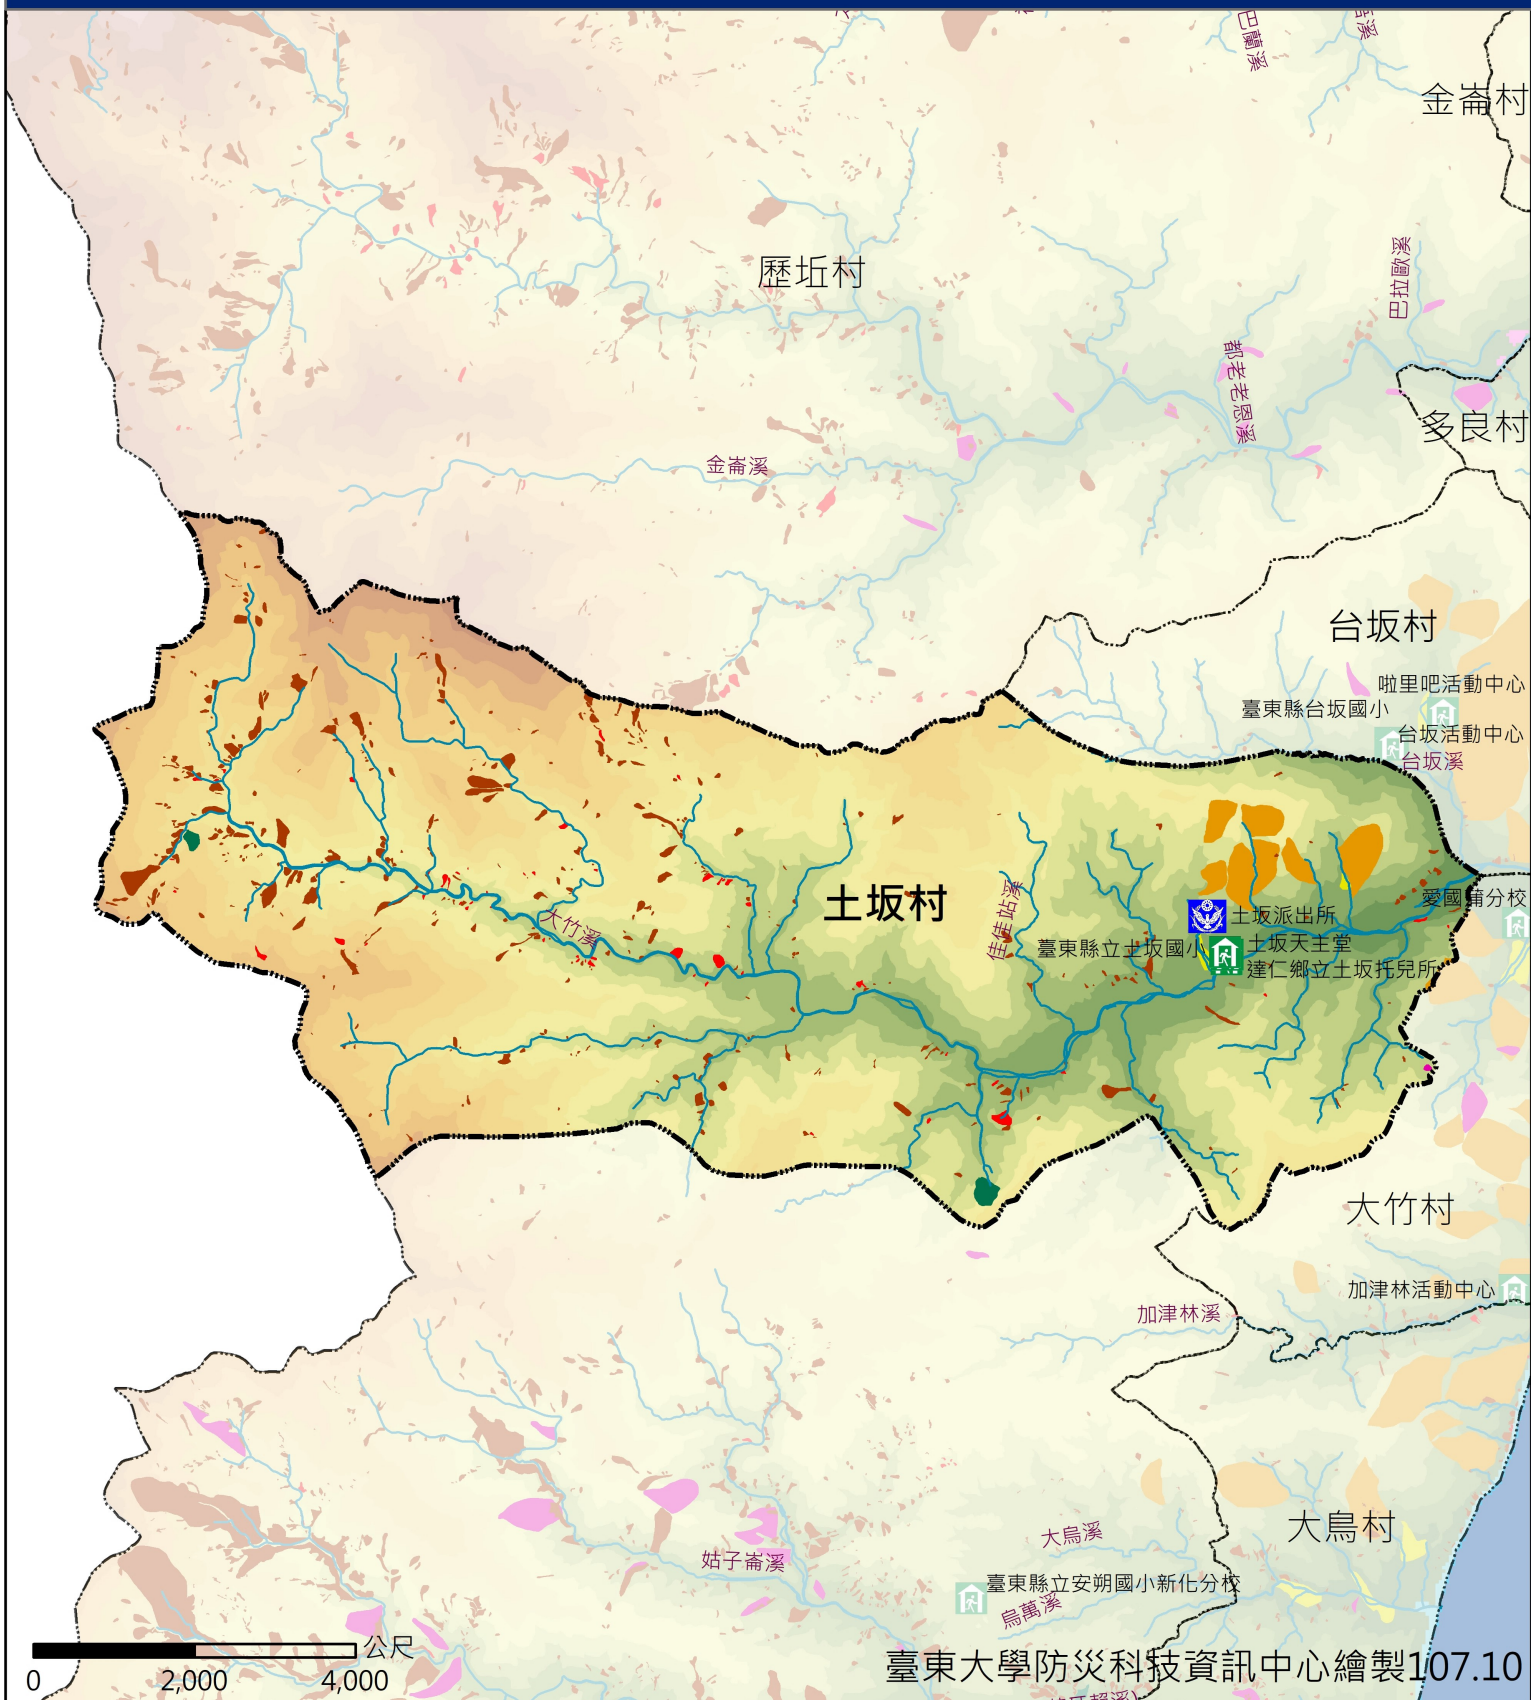 巴蘭溪
金崙村
巴拉歐溪
歷坵村
都老老恩溪
多良村
金崙溪
台坂村
啦里吧活動中心
臺東縣台坂國小
台坂活動中心
台坂溪
愛國蒲分校
土坂村
佳佳站溪
大竹溪
土坂派出所
臺東縣立土坂國小
土坂天主堂
達仁鄉立土坂托兒所
大竹村
加津林活動中心
加津林溪
大鳥村
大烏溪
姑子崙溪
臺東縣立安朔國小新化分校
烏萬溪
公尺
0 2,000 4,000
臺東大學防災科技資訊中心繪製107.10